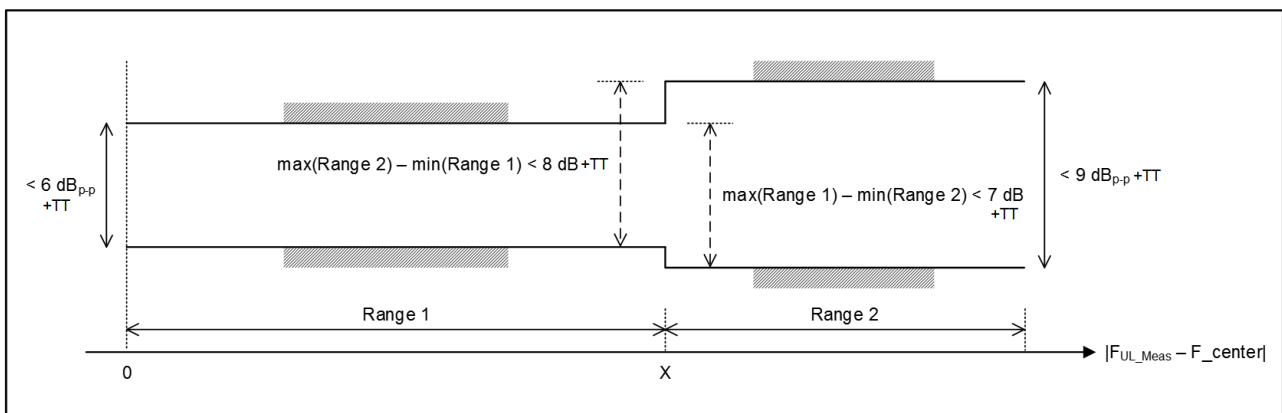 max(Range 2) – min(Range 1) < 8 dB +TT
< 6 dBp-p
+TT
max(Range 1) – min(Range 2) < 7 dB
+TT
< 9 dBp-p +TT
Range 1
Range 2
|FUL_Meas – F_center|
0
X